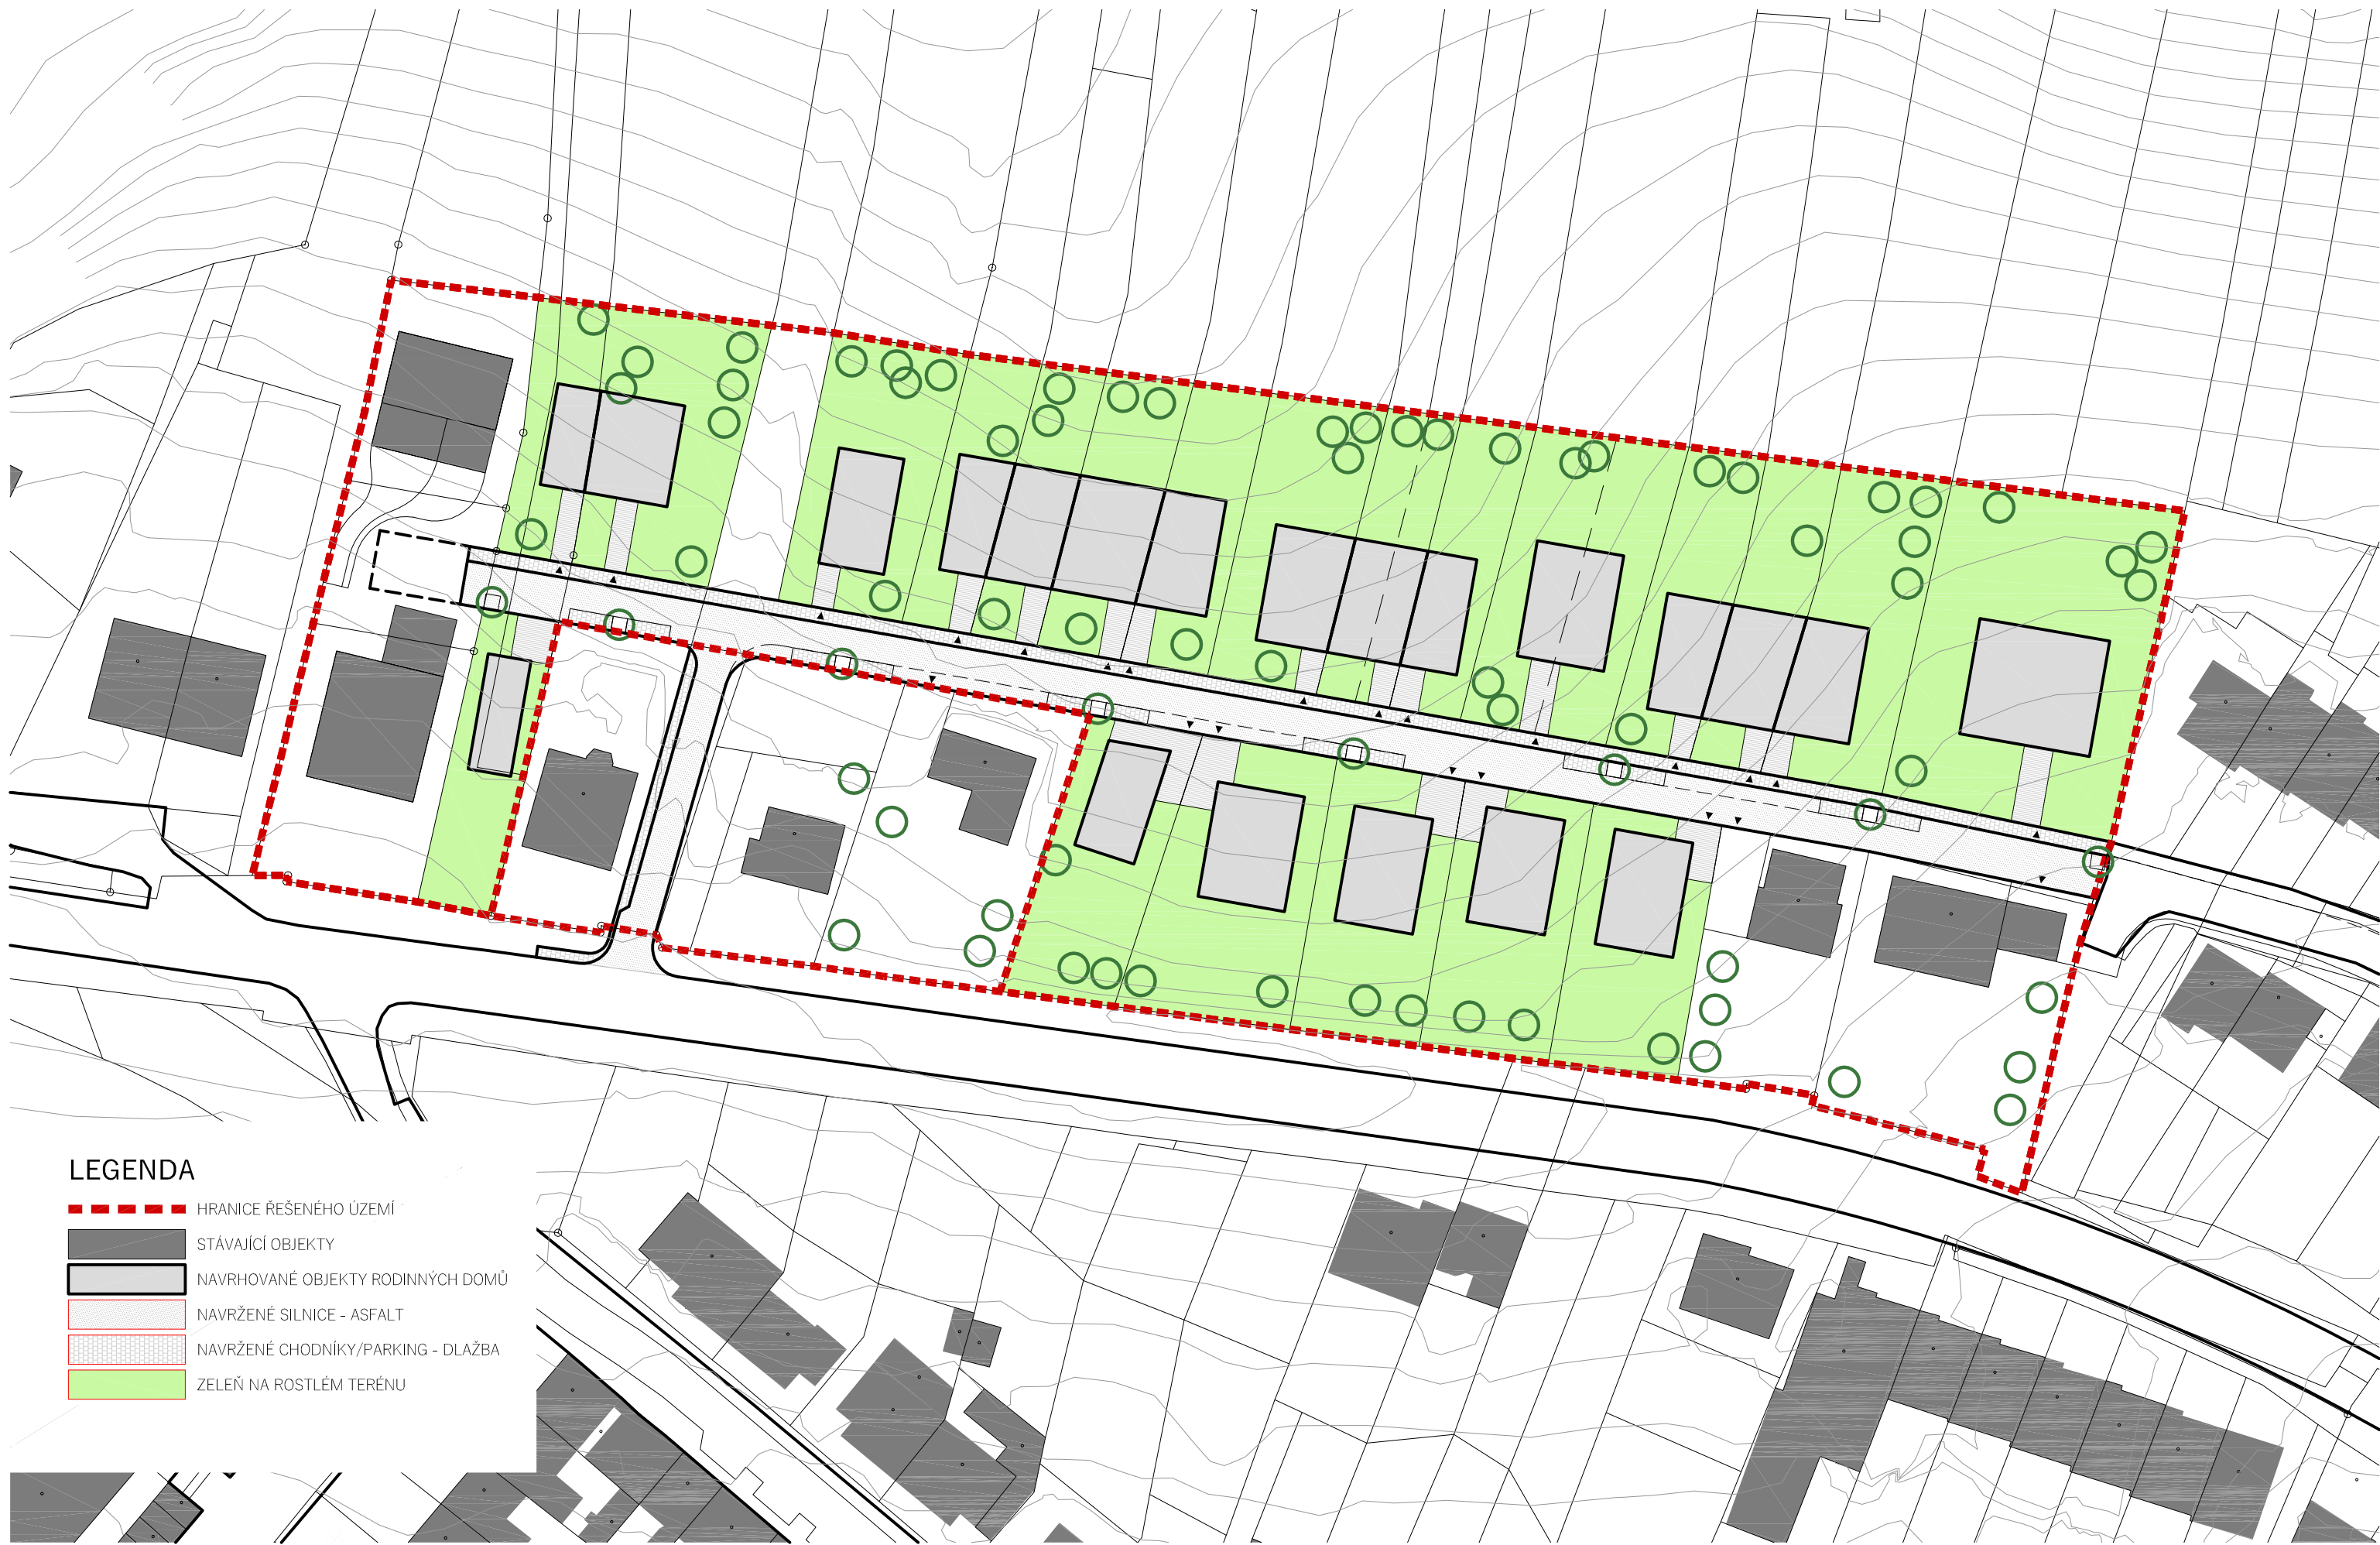 LEGENDA
HRANICE ŘEŠENÉHO ÚZEMÍ
STÁVAJÍCÍ OBJEKTY
NAVRHOVANÉ OBJEKTY RODINNÝCH DOMŮ
NAVRŽENÉ SILNICE - ASFALT
NAVRŽENÉ CHODNÍKY/PARKING - DLAŽBA
ZELEŇ NA ROSTLÉM TERÉNU